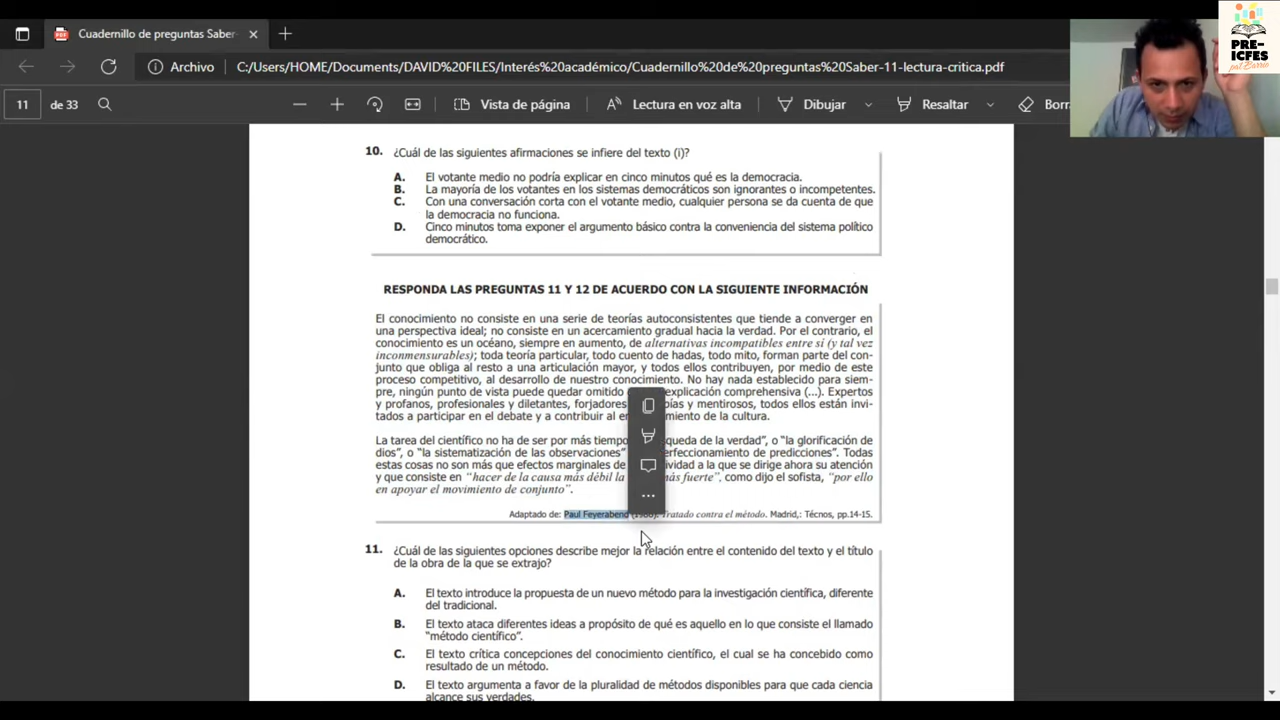 Cuadernillo de preguntas Saber-
Archivo
C:/Users/HOME/Documents/DAVID%20FILES/Interés%20académico/Cuadernillo%20de%20preguntas%20Saber-11-lectura-critica.pdf
PRE-
ICFES
pal Barrio
11 de 33
Vista de página
Lectura en voz alta
Dibujar
Resaltar
Borra
10. ¿Cuál de las siguientes afirmaciones se infiere del texto (i)?
A. El votante medio no podría explicar en cinco minutos qué es la democracia.
B. La mayoría de los votantes en los sistemas democráticos son ignorantes o incompetentes.
C. Con una conversación corta con el votante medio, cualquier persona se da cuenta de que
la democracia no funciona.
D. Cinco minutos toma exponer el argumento básico contra la conveniencia del sistema político
democrático.
RESPONDA LAS PREGUNTAS 11 Y 12 DE ACUERDO CON LA SIGUIENTE INFORMACIÓN
El conocimiento no consiste en una serie de teorías autoconsistentes que tiende a converger en
una perspectiva ideal; no consiste en un acercamiento gradual hacia la verdad. Por el contrario, el
conocimiento es un océano, siempre en aumento, de alternativas incompatibles entre sí (y tal vez
inconmensurables); toda teoría particular, todo cuento de hadas, todo mito, forman parte del con-
junto que obliga al resto a una articulación mayor, y todos ellos contribuyen, por medio de este
proceso competitivo, al desarrollo de nuestro conocimiento. No hay nada establecido para siem-
pre, ningún punto de vista puede quedar omitido explicación comprehensiva (...). Expertos
y profanos, profesionales y diletantes, forjadores y mentirosos, todos ellos están invi-
tados a participar en el debate y a contribuir al de la cultura.
La tarea del científico no ha de ser por más tiempo de la verdad”, o “la glorificación de
dios”, o “la sistematización de las observaciones” de predicciones”. Todas
estas cosas no son más que efectos marginales de a la que se dirige ahora su atención
y que consiste en “hacer de la causa más débil la más fuerte”, como dijo el sofista, “por ello
en apoyar el movimiento de conjunto”.
Adaptado de: Paul Feyerabend Tratado contra el método. Madrid,: Técnos, pp.14-15.
11. ¿Cuál de las siguientes opciones describe mejor la relación entre el contenido del texto y el título
de la obra de la que se extrajo?
A. El texto introduce la propuesta de un nuevo método para la investigación científica, diferente
del tradicional.
B. El texto ataca diferentes ideas a propósito de qué es aquello en lo que consiste el llamado
“método científico”.
C. El texto crítica concepciones del conocimiento científico, el cual se ha concebido como
resultado de un método.
D. El texto argumenta a favor de la pluralidad de métodos disponibles para que cada ciencia
alcance sus verdades.